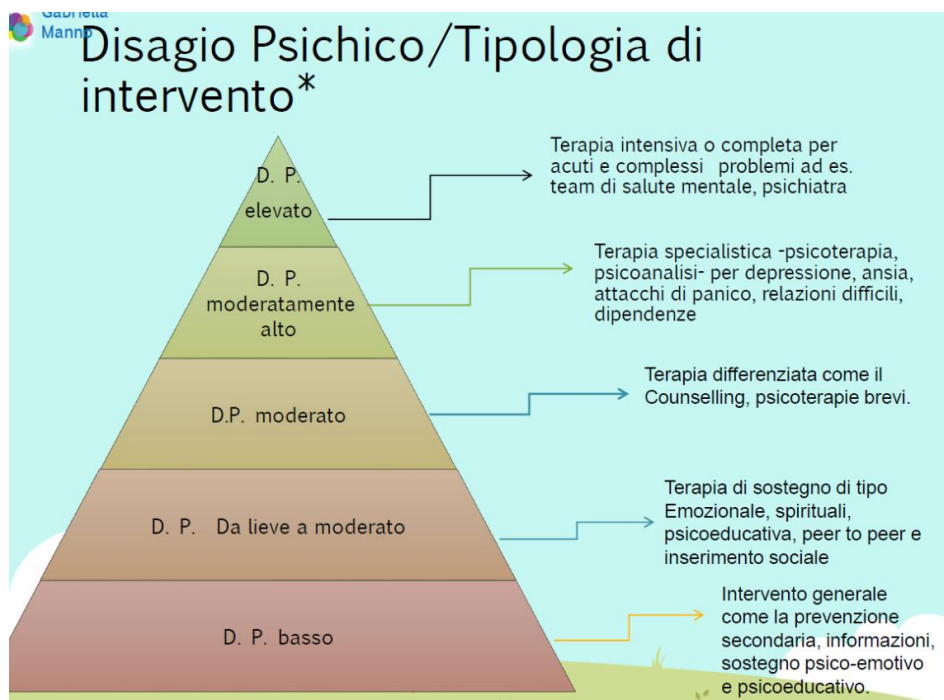 Gabriella
Manno
Disagio Psichico/Tipologia di
intervento*
D. P.
elevato
Terapia intensiva o completa per
acuti e complessi problemi ad es.
team di salute mentale, psichiatra
D. P.
moderatamente
alto
Terapia specialistica -psicoterapia,
psicoanalisi- per depressione, ansia,
attacchi di panico, relazioni difficili,
dipendenze
D.P. moderato
Terapia differenziata come il
Counselling, psicoterapie brevi.
D. P. Da lieve a moderato
Terapia di sostegno di tipo
Emozionale, spirituali,
psicoeducativa, peer to peer e
inserimento sociale
D. P. basso
Intervento generale
come la prevenzione
secondaria, informazioni,
sostegno psico-emotivo
e psicoeducativo.